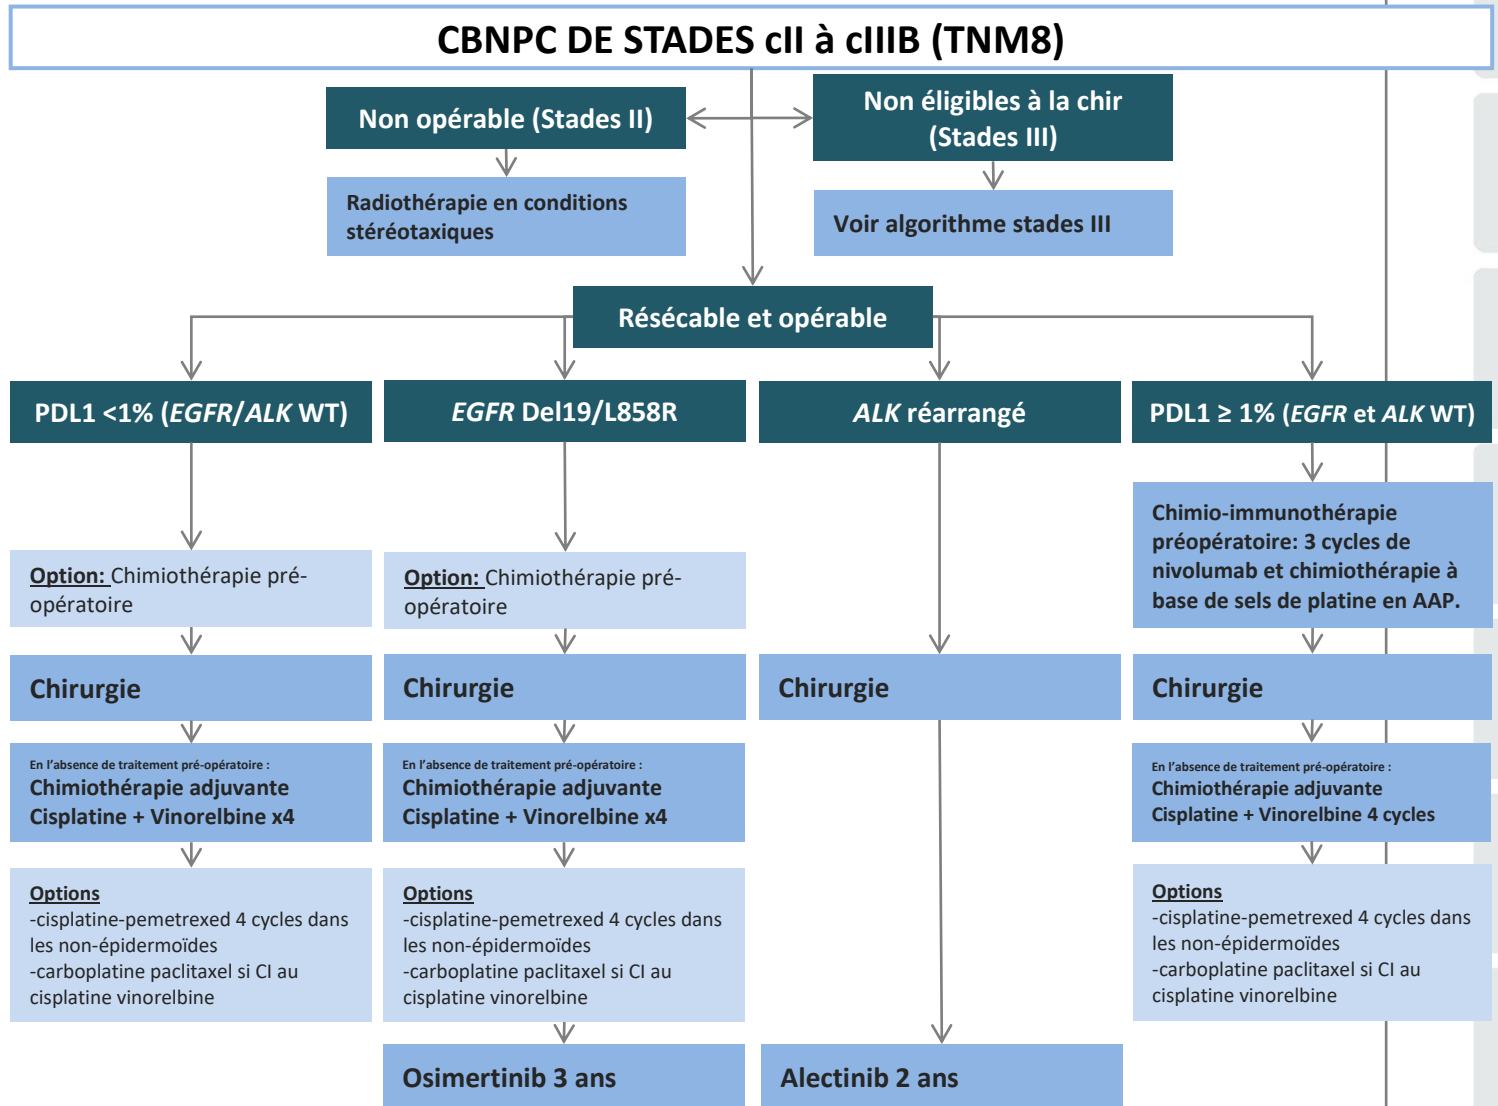 CBNPC DE STADES cII à cIIIB (TNM8)
Non opérable (Stades II)
Non éligibles à la chir
(Stades III)
Radiothérapie en conditions
stéréotaxiques
Voir algorithme stades III
Résécable et opérable
PDL1 <1% (EGFR/ALK WT)
EGFR Del19/L858R
ALK réarrangé
PDL1 ≥ 1% (EGFR et ALK WT)
Chimio-immunothérapie
préopératoire: 3 cycles de
nivolumab et chimiothérapie à
base de sels de platine en AAP.
Option: Chimiothérapie pré-
opératoire
Option: Chimiothérapie pré-
opératoire
Chirurgie
Chirurgie
Chirurgie
Chirurgie
En l'absence de traitement pré-opératoire :
Chimiothérapie adjuvante
Cisplatine + Vinorelbine x4
En l'absence de traitement pré-opératoire :
Chimiothérapie adjuvante
Cisplatine + Vinorelbine x4
En l'absence de traitement pré-opératoire :
Chimiothérapie adjuvante
Cisplatine + Vinorelbine 4 cycles
Options
-cisplatine-pemetrexed 4 cycles dans
les non-épidermoïdes
-carboplatine paclitaxel si CI au
cisplatine vinorelbine
Options
-cisplatine-pemetrexed 4 cycles dans
les non-épidermoïdes
-carboplatine paclitaxel si CI au
cisplatine vinorelbine
Options
-cisplatine-pemetrexed 4 cycles dans
les non-épidermoïdes
-carboplatine paclitaxel si CI au
cisplatine vinorelbine
Osimertinib 3 ans
Alectinib 2 ans